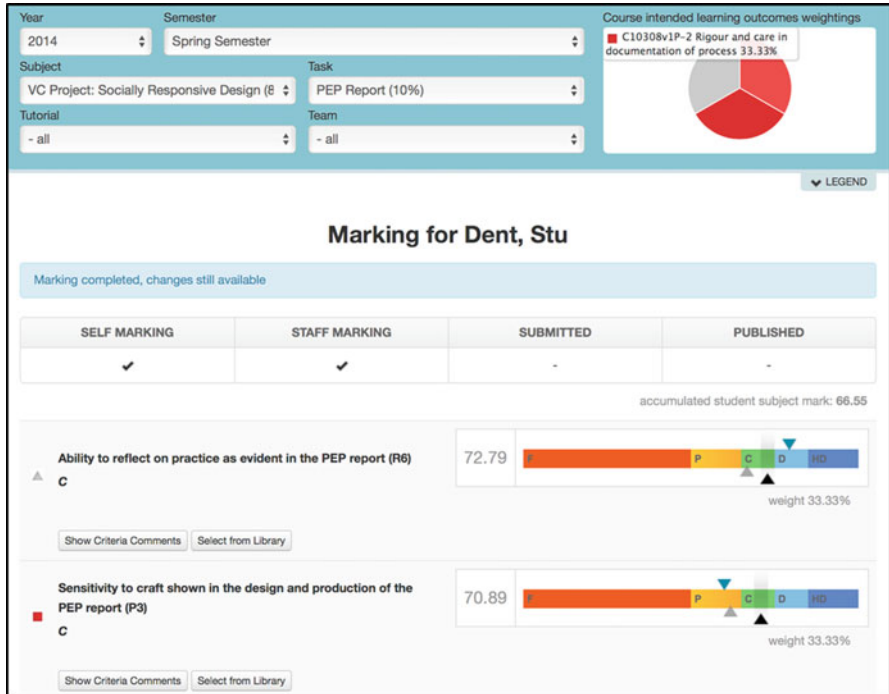 Year
Semester
Course intended learning outcomes weightings
2014
Spring Semester
C10308v1P-2 Rigour and care in
documentation of process 33.33%
Subject
Task
VC Project: Socially Responsive Design (8
PEP Report (10%)
Tutorial
Team
- all
- all
LEGEND
Marking for Dent, Stu
Marking completed, changes still available
SELF MARKING
STAFF MARKING
SUBMITTED
PUBLISHED
-
-
accumulated student subject mark: 66.55
Ability to reflect on practice as evident in the PEP report (R6)
C
72.79
F
P
C
D
HD
weight 33.33%
Show Criteria Comments
Select from Library
Sensitivity to craft shown in the design and production of the
PEP report (P3)
C
70.89
F
P
C
D
HD
weight 33.33%
Show Criteria Comments
Select from Library